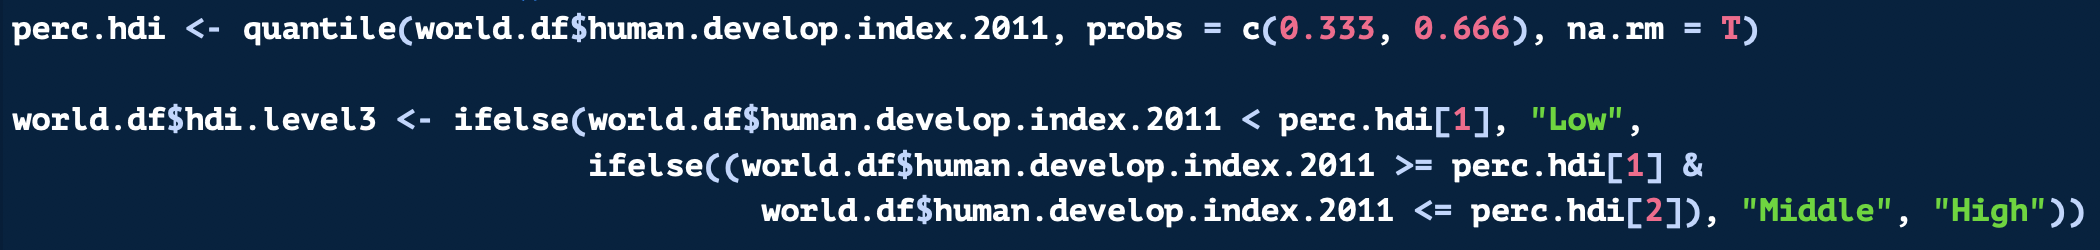 perc.hdi <- quantile(world.df$human.develop.index.2011, probs = c(0.333, 0.666), na.rm = T)
world.df$hdi.level3 <- ifelse(world.df$human.develop.index.2011 < perc.hdi[1], "Low",
ifelse((world.df$human.develop.index.2011 >= perc.hdi[1] &
world.df$human.develop.index.2011 <= perc.hdi[2]), "Middle", "High"))